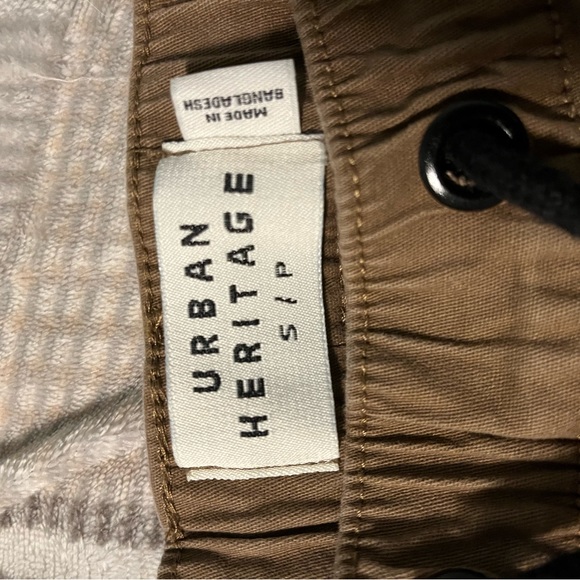 URBAN
HERITAGE
S / P
MADE IN
BANGLADESH